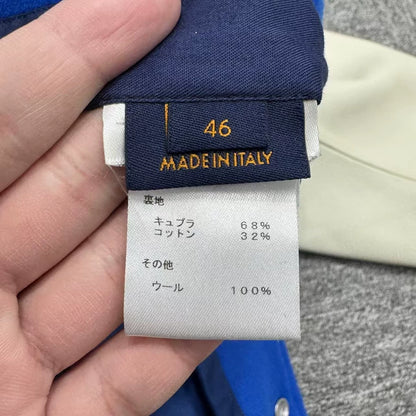 46
MADE IN ITALY
裏地
キュプラ 68%
コットン 32%
その他
ウール 100%